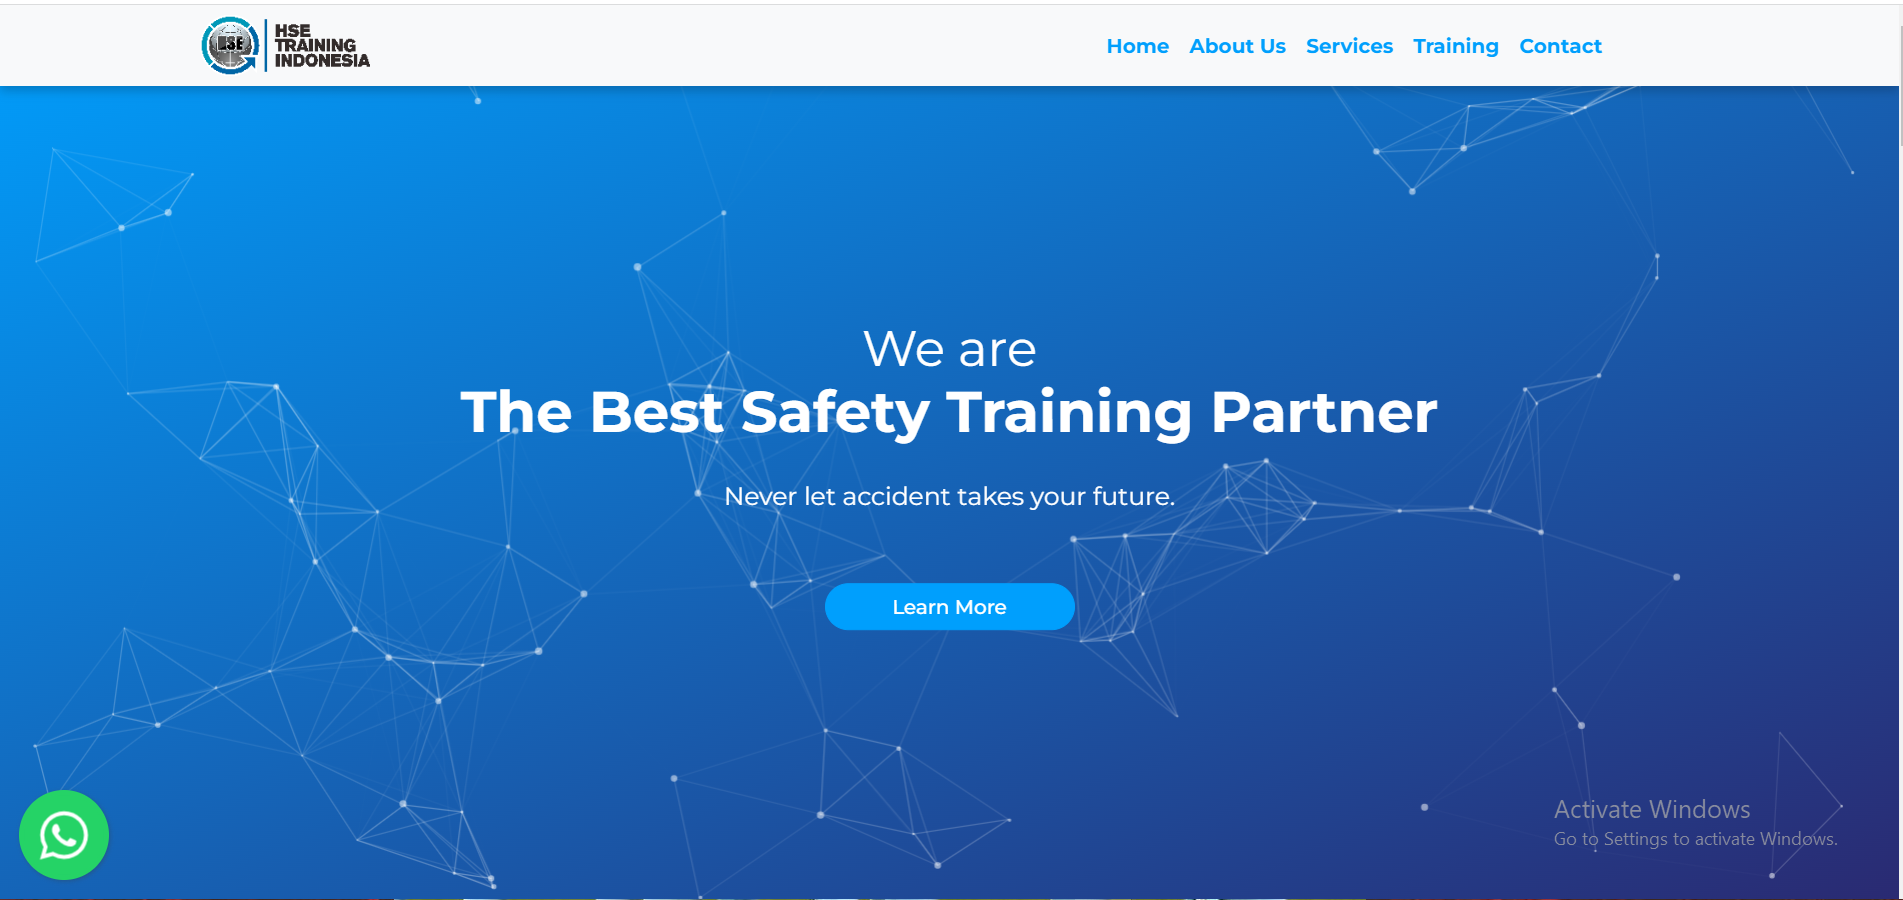 HSE
HSE
TRAINING
INDONESIA
Home About Us Services Training Contact
We are
The Best Safety Training Partner
Never let accident takes your future.
Learn More
Activate Windows
Go to Settings to activate Windows.